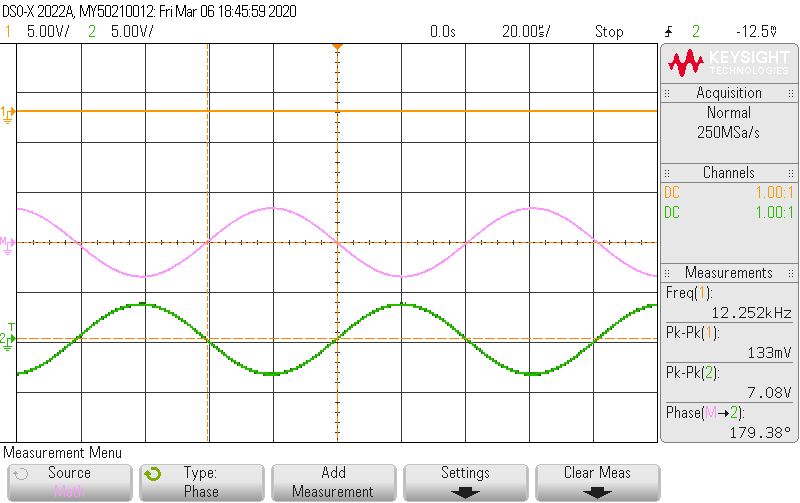 DSO-X 2022A, MY50210012: Fri Mar 06 18:45:59 2020
1 5.00V/ 2 5.00V/ 0.0s 20.00µs/ Stop 2 -12.5mV
KEYSIGHT
TECHNOLOGIES
Acquisition
Normal
250MSa/s
Channels
DC 1.00:1
DC 1.00:1
Measurements
Freq(1):
12.252kHz
Pk-Pk(1):
133mV
Pk-Pk(2):
7.08V
Phase(M→2):
179.38°
1
M
T
2
Measurement Menu
Source
Math
Type:
Phase
Add
Measurement
Settings
Clear Meas